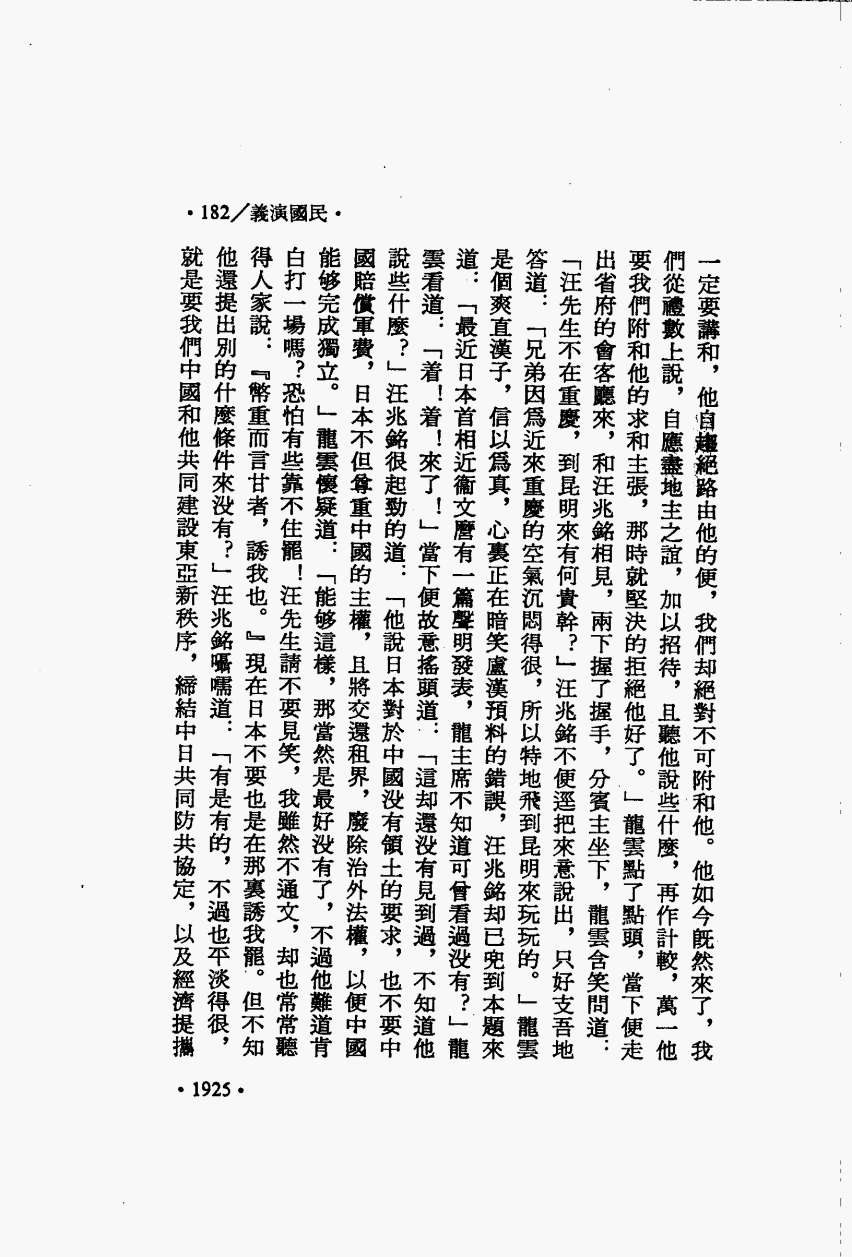 •182／義演國民•
一定要講和，他自趨絕路由他的便，我們却絕對不可附和他。他如今既然來了，我
們從禮數上說，自應盡地主之誼，加以招待，且聽他說些什麼，再作計較，萬一他
要我們附和他的求和主張，那時就堅決的拒絕他好了。」龍雲點了點頭，當下便走
出省府的會客廳來，和汪兆銘相見，兩下握了握手，分賓主坐下，龍雲含笑問道：
「汪先生不在重慶，到昆明來有何貴幹？」汪兆銘不便逕把來意說出，只好支吾地
答道：「兄弟因爲近來重慶的空氣沉悶得很，所以特地飛到昆明來玩玩的。」龍雲
是個爽直漢子，信以爲真，心裏正在暗笑盧漢預料的錯誤，汪兆銘却已兜到本題來
道：「最近日本首相近衞文麿有一篇聲明發表，龍主席不知道可曾看過没有？」龍
雲看道：「着！着！來了！」當下便故意搖頭道：「這却還没有見到過，不知道他
說些什麼？」汪兆銘很起勁的道：「他說日本對於中國没有領土的要求，也不要中
國賠償軍費，日本不但尊重中國的主權，且將交還租界，廢除治外法權，以便中國
能够完成獨立。」龍雲懷疑道：「能够這樣，那當然是最好没有了，不過他難道肯
白打一場嗎？恐怕有些靠不住罷！汪先生請不要見笑，我雖然不通文，却也常常聽
得人家說：『幣重而言甘者，誘我也。』現在日本不要也是在那裏誘我罷。但不知
他還提出別的什麼條件來没有？」汪兆銘囁嚅道：「有是有的，不過也平淡得很，
就是要我們中國和他共同建設東亞新秩序，締結中日共同防共協定，以及經濟提攜
•1925•